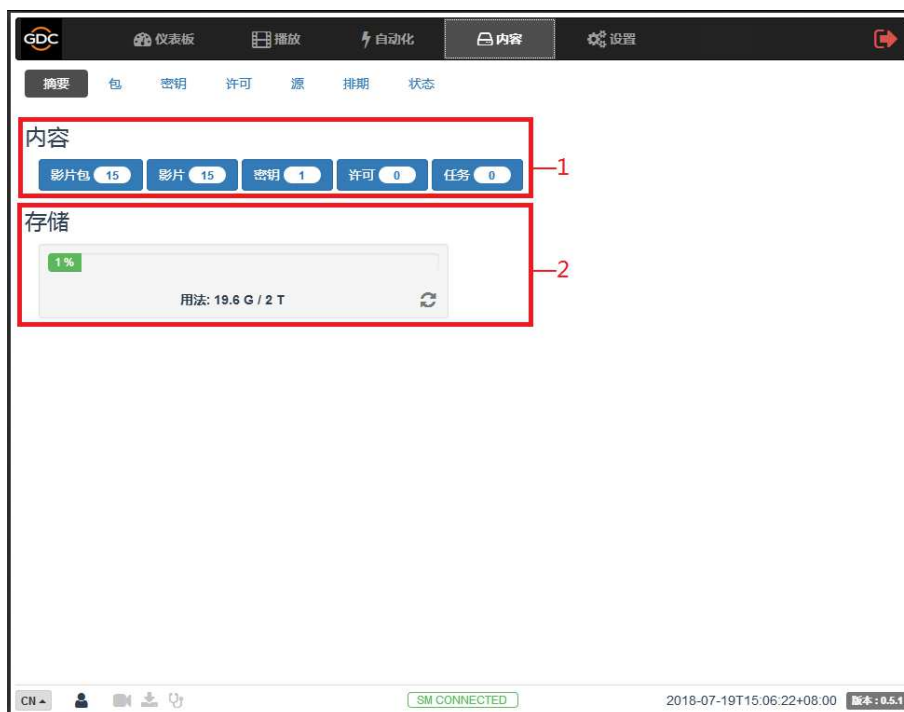 GDC 仪表板 播放 自动化 内容 设置
摘要 包 密钥 许可 源 排期 状态
内容
影片包 15 影片 15 密钥 1 许可 0 任务 0
1
存储
1 %
2
用法: 19.6 G / 2 T
CN SM CONNECTED 2018-07-19T15:06:22+08:00 版本 : 0.5.1